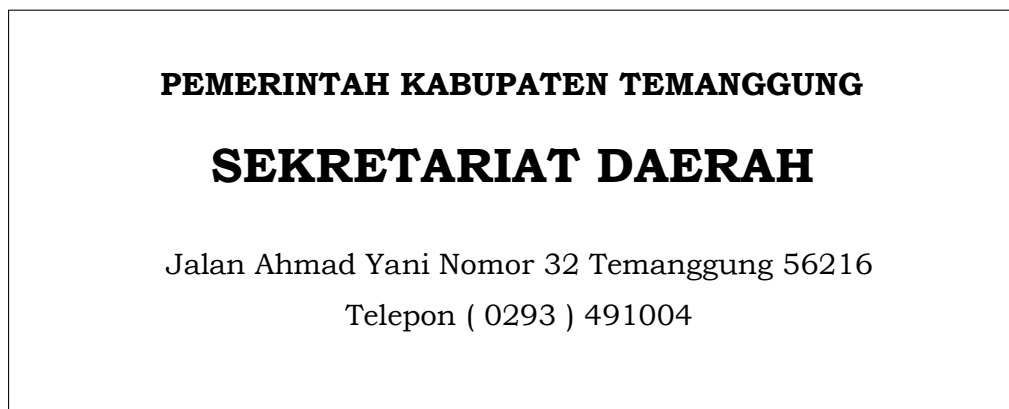 PEMERINTAH KABUPATEN TEMANGGUNG
SEKRETARIAT DAERAH
Jalan Ahmad Yani Nomor 32 Temanggung 56216
Telepon ( 0293 ) 491004